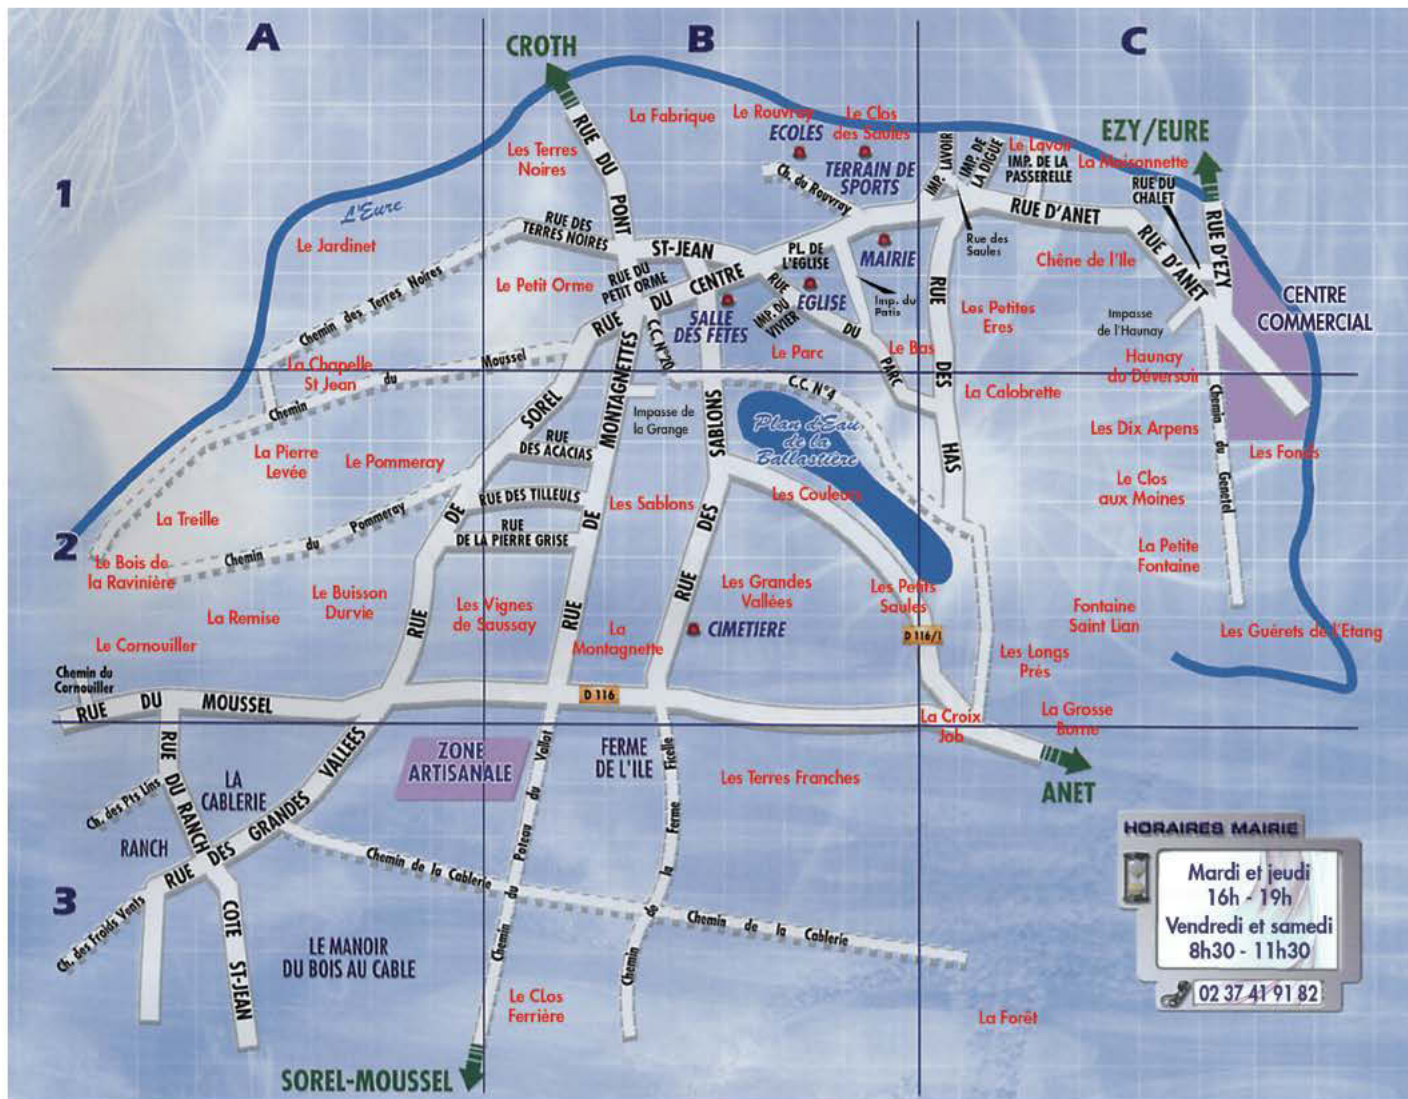 A
B
C
1
2
3
CROTH
EZY/EURE
ANET
SOREL-MOUSSEL
L'Eure
La Fabrique
Le Rouvray
ECOLES
Le Clos
des Saules
TERRAIN DE
SPORTS
Les Terres
Noires
RUE DU PONT
ST-JEAN
Ch. du Rouvray
IMP. LAVOIR
IMP. DE
LA DIGUE
Le Lavoir
IMP. DE LA
PASSERELLE
La Maisonnette
RUE DU
CHALET
RUE D'EZY
RUE D'ANET
RUE D'ANET
Rue des
Saules
Le Jardinet
RUE DES
TERRES NOIRES
Chemin des Terres Noires
Le Petit Orme
RUE DU
PETIT ORME
RUE DU CENTRE
PL. DE
L'EGLISE
MAIRIE
EGLISE
RUE DU PARC
IMP. DU
VIVIER
Imp. du
Patis
SALLE
DES FETES
C.C. N°20
Le Parc
Le Bas
RUE DES HAS
Chêne de l'Ile
Les Petites
Eres
Impasse
de l'Haunay
CENTRE
COMMERCIAL
Haunay
du Déversoir
La Chapelle
St Jean
Chemin du Moussel
C.C. N°4
La Calobrette
Impasse de
la Grange
Plan d'Eau
de la
Ballastière
Les Dix Arpens
Chemin du Genetel
Les Fonds
La Pierre
Levée
Le Pommeray
RUE DE SOREL
RUE
DES ACACIAS
RUE DE MONTAGNETTES
RUE DES SABLONS
RUE DES TILLEULS
Les Sablons
Les Couleurs
Le Clos
aux Moines
La Treille
Chemin du Pommeray
RUE
DE LA PIERRE GRISE
La Petite
Fontaine
Le Bois de
la Ravinière
La Remise
Le Buisson
Durvie
Les Vignes
de Saussay
Les Grandes
Vallées
Les Petits
Saules
Fontaine
Saint Lian
Les Guérets de l'Etang
La
Montagnette
CIMETIERE
D 116/1
Les Longs
Prés
Le Cornouiller
Chemin du
Cornouiller
RUE DU MOUSSEL
D 116
La Croix
Job
La Grosse
Borne
RUE DU RANCH
LA
CABLERIE
RUE DES GRANDES VALLEES
ZONE
ARTISANALE
FERME
DE L'ILE
Les Terres Franches
Ch. des Pts Lins
RANCH
Chemin de la Cablerie
Chemin du Poteau du Vallot
Chemin de la Ferme Ficelle
Chemin de la Cablerie
Ch. des Froids Vents
COTE ST-JEAN
LE MANOIR
DU BOIS AU CABLE
Le Clos
Ferrière
La Forêt
HORAIRES MAIRIE
Mardi et jeudi
16h - 19h
Vendredi et samedi
8h30 - 11h30
02 37 41 91 82